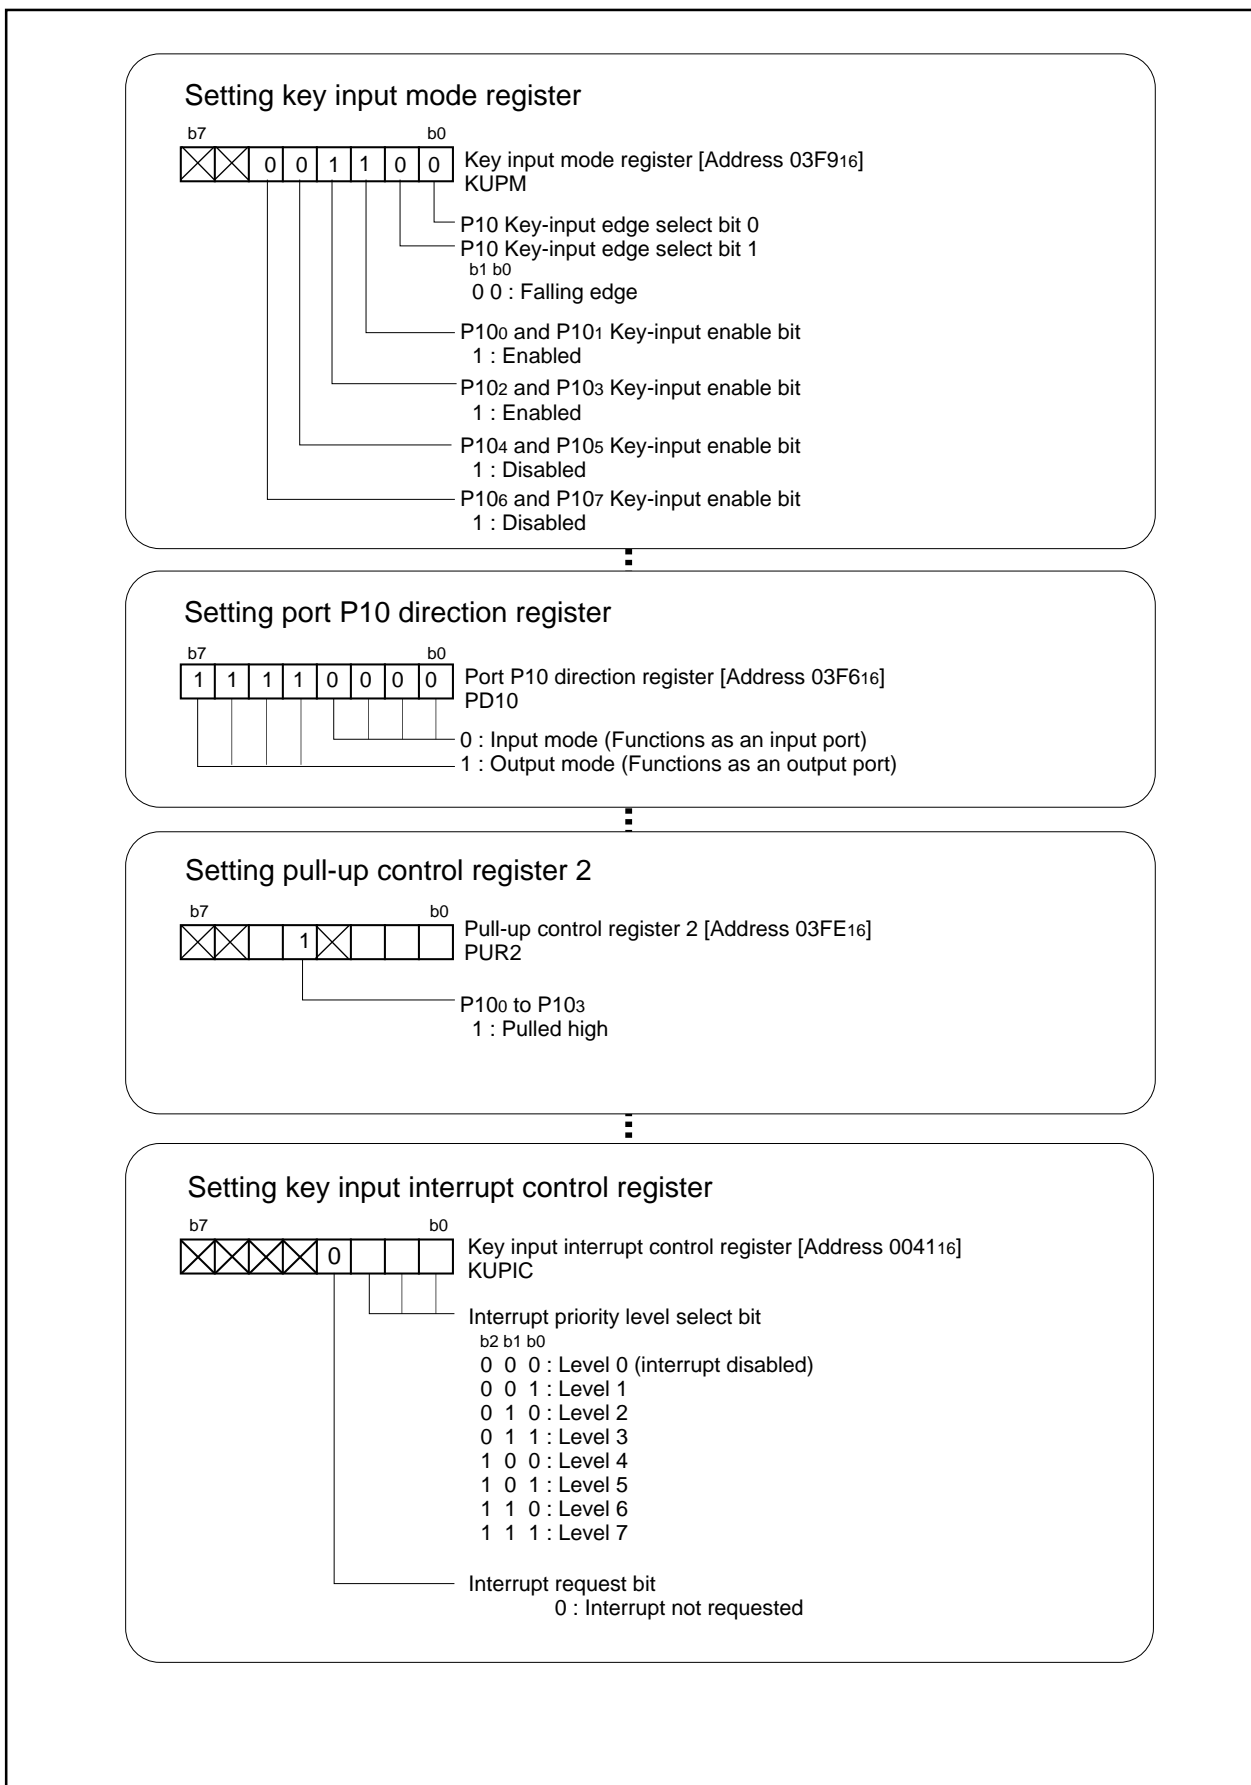 Setting key input mode register
b7 b0
0 0 1 1 0 0 Key input mode register [Address 03F916]
KUPM
P10 Key-input edge select bit 0
P10 Key-input edge select bit 1
b1 b0
0 0 : Falling edge
P100 and P101 Key-input enable bit
1 : Enabled
P102 and P103 Key-input enable bit
1 : Enabled
P104 and P105 Key-input enable bit
1 : Disabled
P106 and P107 Key-input enable bit
1 : Disabled
Setting port P10 direction register
b7 b0
1 1 1 1 0 0 0 0 Port P10 direction register [Address 03F616]
PD10
0 : Input mode (Functions as an input port)
1 : Output mode (Functions as an output port)
Setting pull-up control register 2
b7 b0
1 Pull-up control register 2 [Address 03FE16]
PUR2
P100 to P103
1 : Pulled high
Setting key input interrupt control register
b7 b0
0 Key input interrupt control register [Address 004116]
KUPIC
Interrupt priority level select bit
b2 b1 b0
0 0 0 : Level 0 (interrupt disabled)
0 0 1 : Level 1
0 1 0 : Level 2
0 1 1 : Level 3
1 0 0 : Level 4
1 0 1 : Level 5
1 1 0 : Level 6
1 1 1 : Level 7
Interrupt request bit
0 : Interrupt not requested